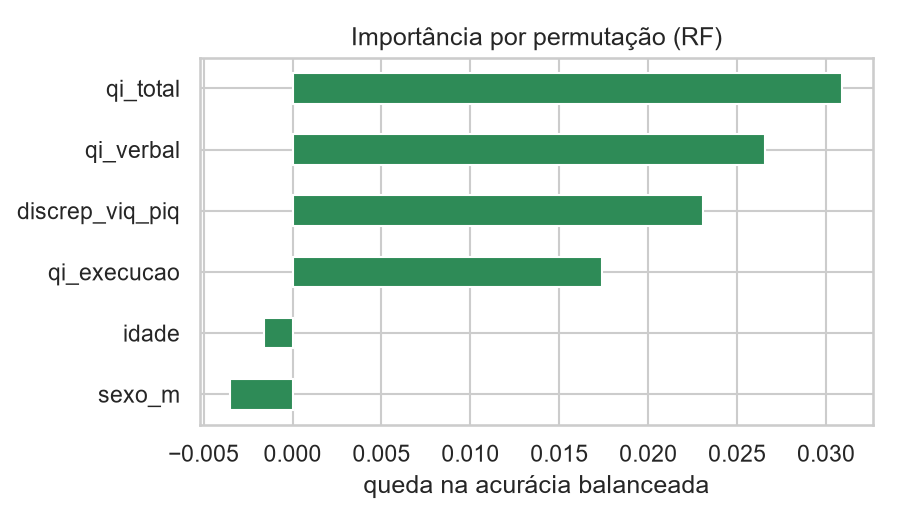 Importância por permutação (RF)
qi_total
qi_verbal
discrep_viq_piq
qi_execucao
idade
sexo_m
−0.005 0.000 0.005 0.010 0.015 0.020 0.025 0.030
queda na acurácia balanceada